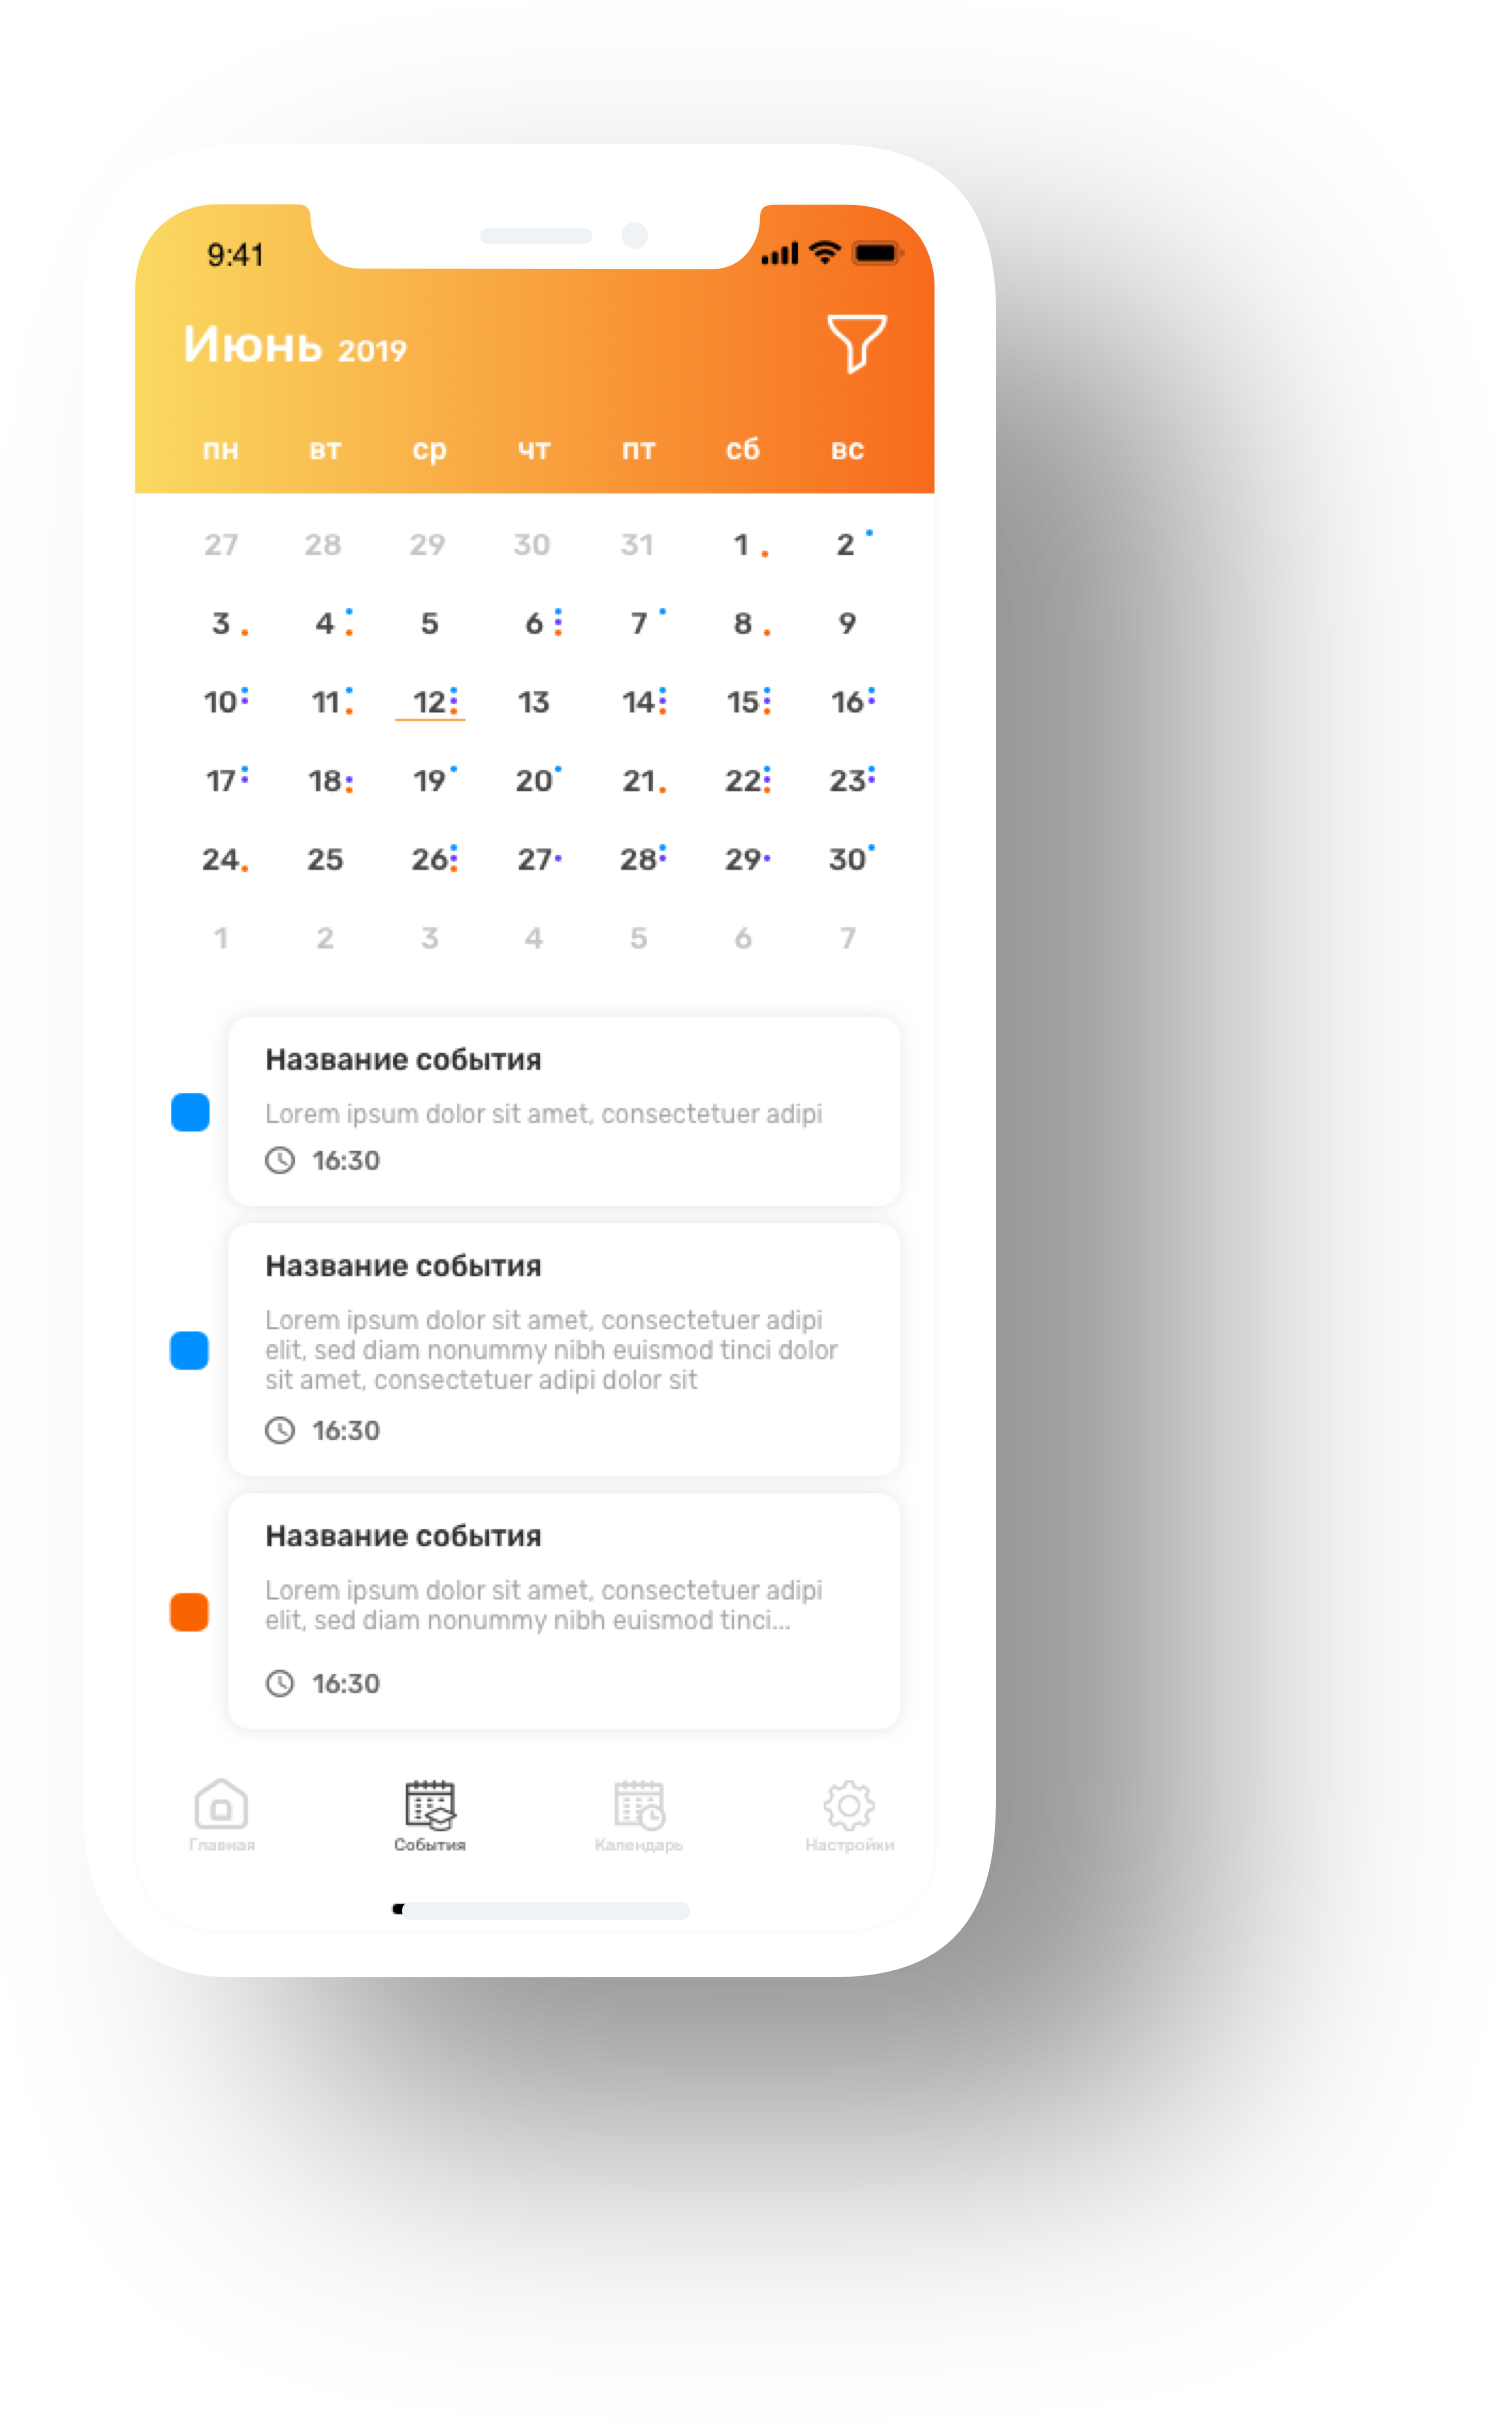 9:41
Июнь 2019
пн вт ср чт пт сб вс
27 28 29 30 31 1 2
3 4 5 6 7 8 9
10 11 12 13 14 15 16
17 18 19 20 21 22 23
24 25 26 27 28 29 30
1 2 3 4 5 6 7
Название события
Lorem ipsum dolor sit amet, consectetuer adipi
16:30
Название события
Lorem ipsum dolor sit amet, consectetuer adipi
elit, sed diam nonummy nibh euismod tinci dolor
sit amet, consectetuer adipi dolor sit
16:30
Название события
Lorem ipsum dolor sit amet, consectetuer adipi
elit, sed diam nonummy nibh euismod tinci...
16:30
Главная События Календарь Настройки